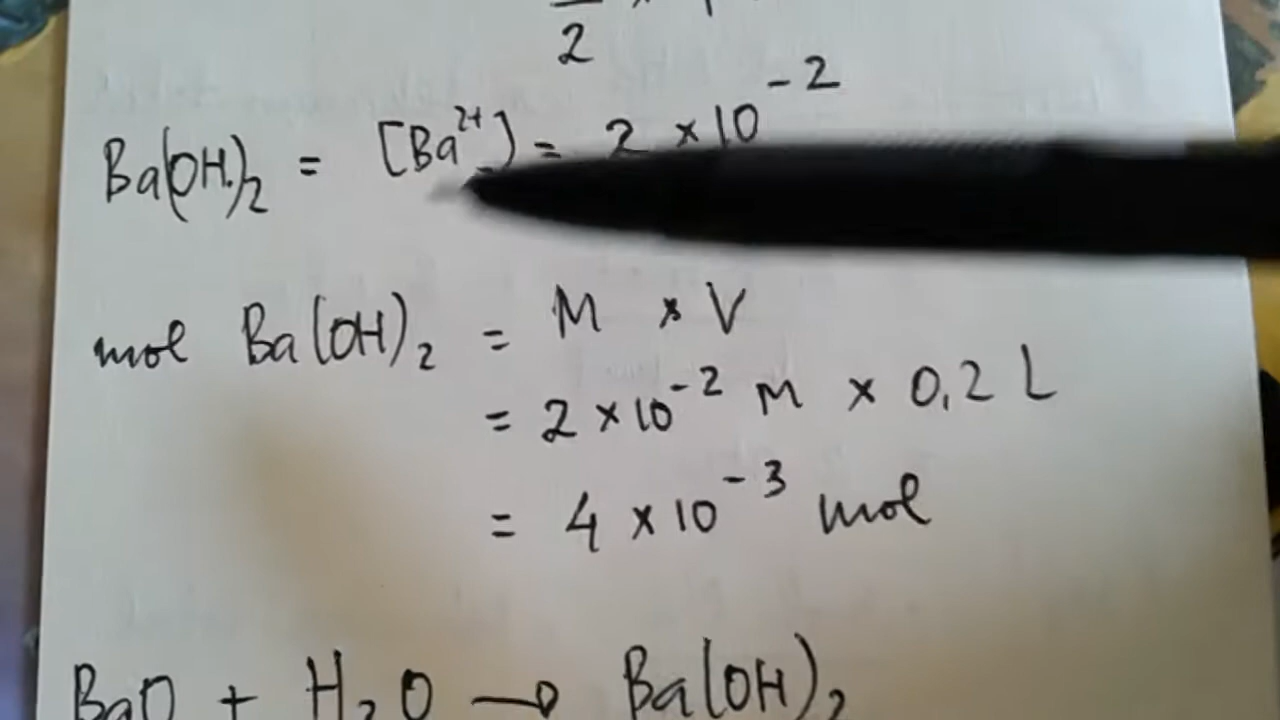 2
Ba(OH)₂ = [Ba²⁺] = 2 × 10⁻²
mol Ba(OH)₂ = M × V
= 2 × 10⁻² M × 0,2 L
= 4 × 10⁻³ mol
BaO + H₂O → Ba(OH)₂